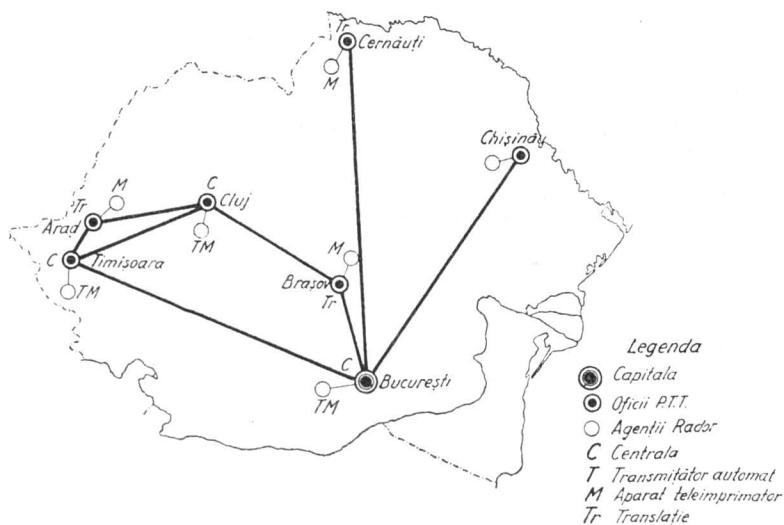 Tr
Cernăuți
M
Chișinău
C
Cluj
M
Tr
Arad
TM
C Timișoara
TM
M
Brașov
Tr
C
București
TM
Legenda
Capitala
Oficii P.T.T.
Agenții Rador
C Centrala
T Transmițător automat
M Aparat teleimprimator
Tr Translație